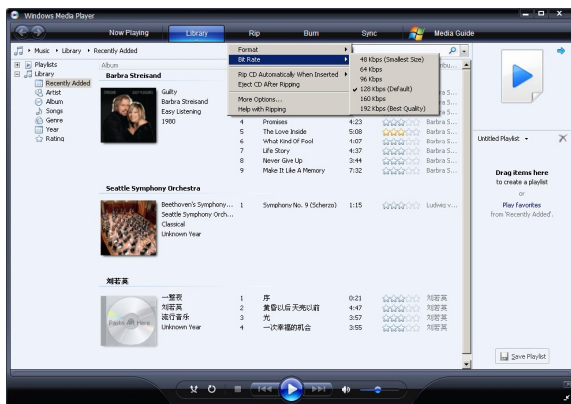 Windows Media Player
Now Playing Library Rip Burn Sync Media Guide
Music Library Recently Added
Format
Bit Rate
Rip CD Automatically When Inserted
Eject CD After Ripping
More Options...
Help with Ripping
48 Kbps (Smallest Size)
64 Kbps
96 Kbps
128 Kbps (Default)
160 Kbps
192 Kbps (Best Quality)
Playlists
Library
Recently Added
Artist
Album
Songs
Genre
Year
Rating
Album
Barbra Streisand
Guilty
Barbra Streisand
Easy Listening
1980
4 Promises 4:23 Barbra S...
5 The Love Inside 5:08 Barbra S...
6 What Kind Of Fool 4:07 Barbra S...
7 Life Story 4:37 Barbra S...
8 Never Give Up 3:44 Barbra S...
9 Make It Like A Memory 7:32 Barbra S...
Seattle Symphony Orchestra
Beethoven's Symphony... 1 Symphony No. 9 (Scherzo) 1:15 Ludwig v...
Seattle Symphony Orch...
Classical
Unknown Year
刘若英
一整夜 1 序 0:21 刘若英
刘若英 2 黄昏以后天亮以前 4:47 刘若英
流行音乐 3 光 3:57 刘若英
Unknown Year 4 一次幸福的机会 3:55 刘若英
Paste Art Here
Untitled Playlist
Drag items here
to create a playlist
or
Play favorites
from 'Recently Added'.
Save Playlist